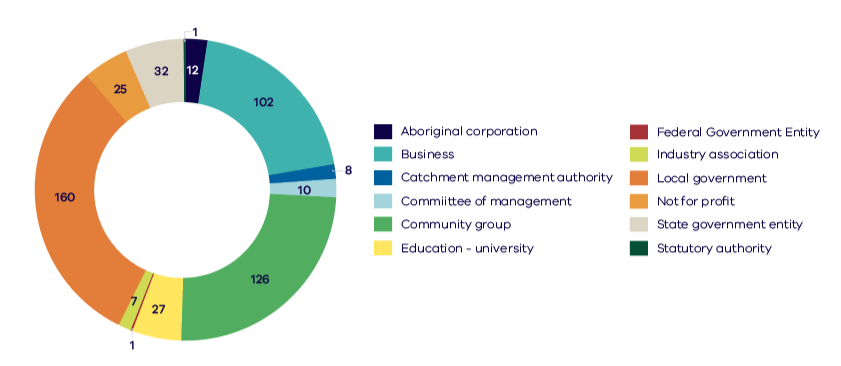 1
12
32
25
102
8
10
160
126
7
27
1
Aboriginal corporation
Business
Catchment management authority
Commiittee of management
Community group
Education - university
Federal Government Entity
Industry association
Local government
Not for profit
State government entity
Statutory authority